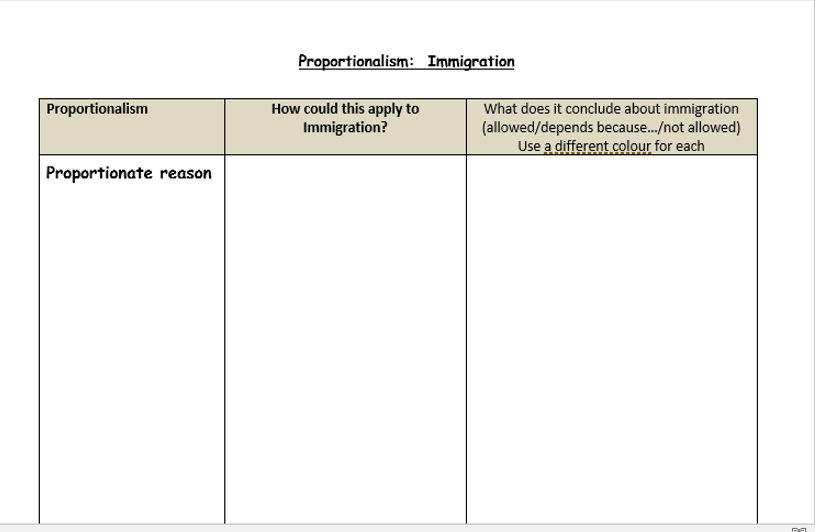 Proportionalism: Immigration
Proportionalism
How could this apply to
Immigration?
What does it conclude about immigration
(allowed/depends because…/not allowed)
Use a different colour for each
Proportionate reason